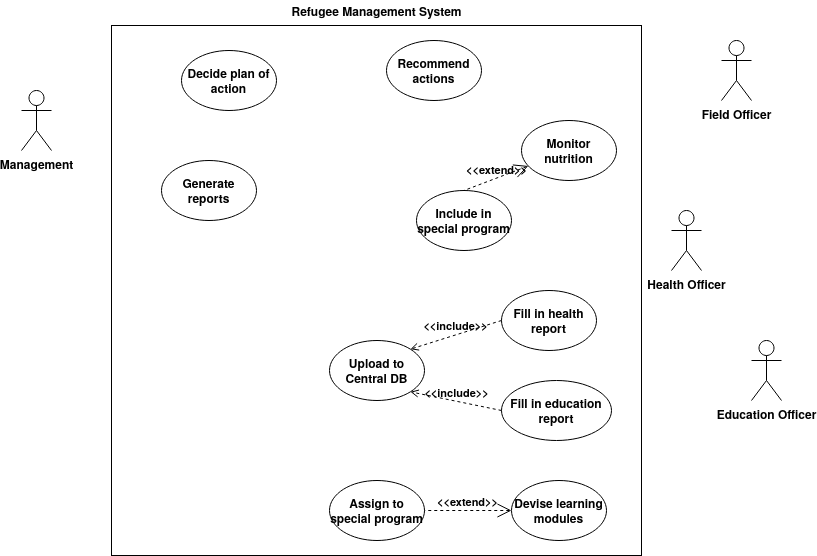 Refugee Management System
Decide plan of
action
Recommend
actions
Field Officer
Management
Monitor
nutrition
<<extend>>
Generate
reports
Include in
special program
Health Officer
Fill in health
report
<<include>>
Upload to
Central DB
<<include>>
Fill in education
report
Education Officer
Assign to
special program
<<extend>>
Devise learning
modules